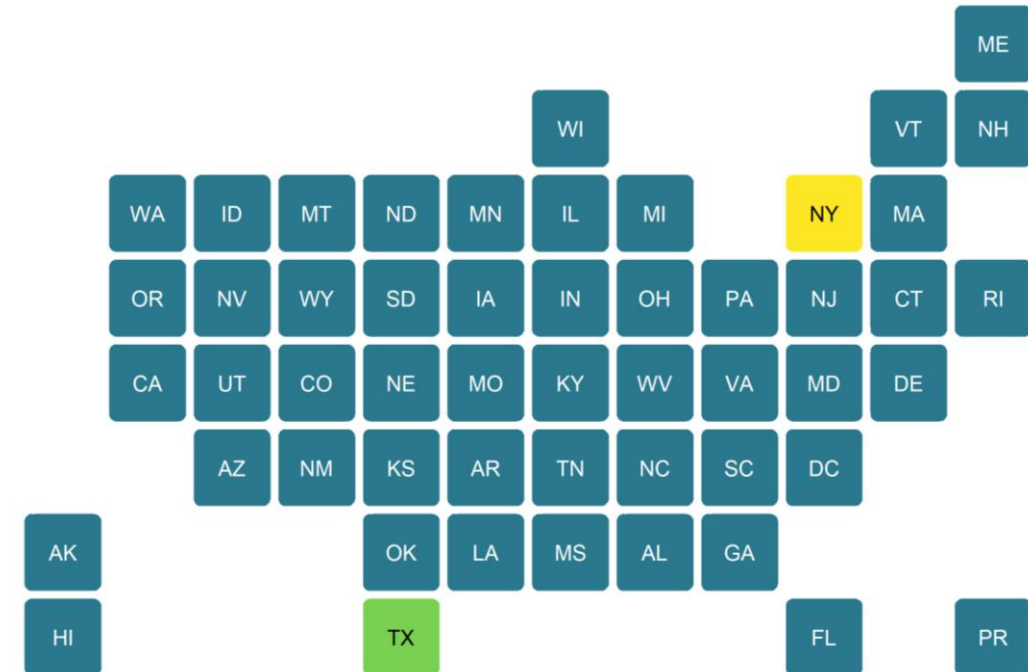 ME
WI VT NH
WA ID MT ND MN IL MI NY MA
OR NV WY SD IA IN OH PA NJ CT RI
CA UT CO NE MO KY WV VA MD DE
AZ NM KS AR TN NC SC DC
AK OK LA MS AL GA
HI TX FL PR